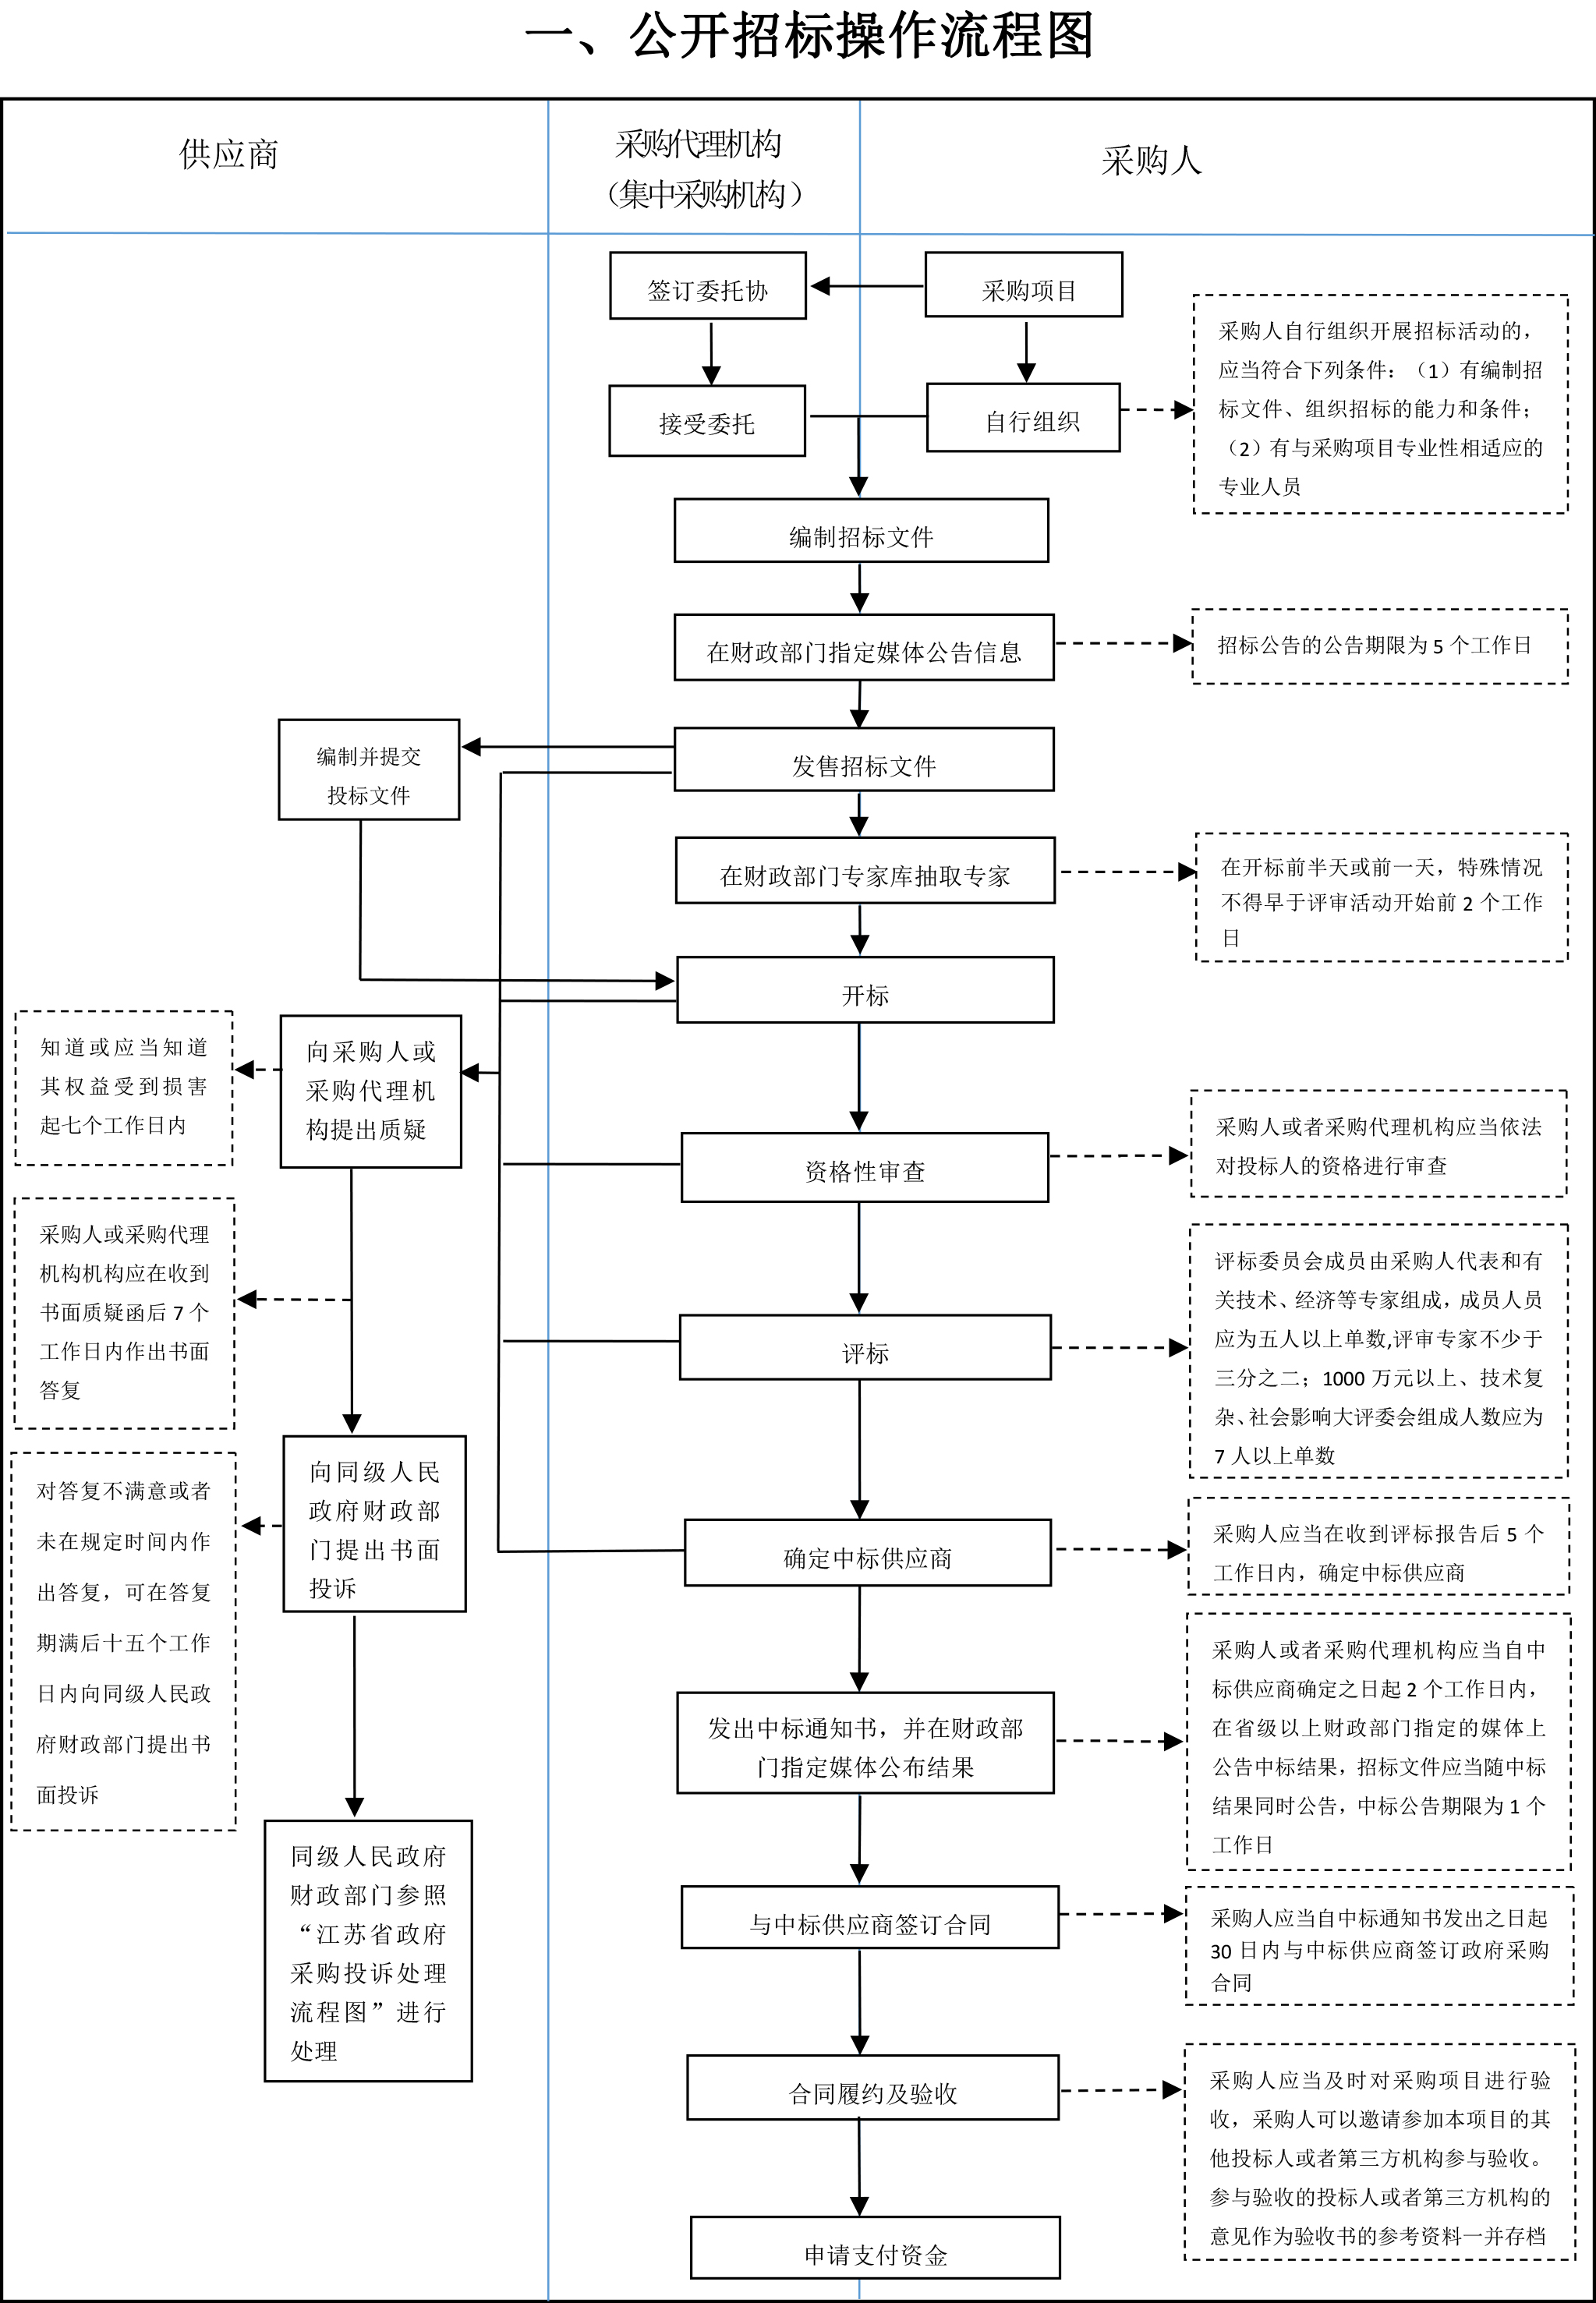 一、公开招标操作流程图
供应商
采购代理机构
（集中采购机构）
采购人
签订委托协
采购项目
采购人自行组织开展招标活动的，
应当符合下列条件：（1）有编制招
标文件、组织招标的能力和条件；
（2）有与采购项目专业性相适应的
专业人员
接受委托
自行组织
编制招标文件
在财政部门指定媒体公告信息
招标公告的公告期限为 5 个工作日
编制并提交
投标文件
发售招标文件
在财政部门专家库抽取专家
在开标前半天或前一天，特殊情况
不得早于评审活动开始前 2 个工作
日
开标
知道或应当知道
其权益受到损害
起七个工作日内
向采购人或
采购代理机
构提出质疑
资格性审查
采购人或者采购代理机构应当依法
对投标人的资格进行审查
采购人或采购代理
机构机构应在收到
书面质疑函后 7 个
工作日内作出书面
答复
评标
评标委员会成员由采购人代表和有
关技术、经济等专家组成，成员人员
应为五人以上单数,评审专家不少于
三分之二；1000 万元以上、技术复
杂、社会影响大评委会组成人数应为
7 人以上单数
对答复不满意或者
未在规定时间内作
出答复，可在答复
期满后十五个工作
日内向同级人民政
府财政部门提出书
面投诉
向同级人民
政府财政部
门提出书面
投诉
确定中标供应商
采购人应当在收到评标报告后 5 个
工作日内，确定中标供应商
发出中标通知书，并在财政部
门指定媒体公布结果
采购人或者采购代理机构应当自中
标供应商确定之日起 2 个工作日内，
在省级以上财政部门指定的媒体上
公告中标结果，招标文件应当随中标
结果同时公告，中标公告期限为 1 个
工作日
同级人民政府
财政部门参照
“江苏省政府
采购投诉处理
流程图”进行
处理
与中标供应商签订合同
采购人应当自中标通知书发出之日起
30 日内与中标供应商签订政府采购
合同
合同履约及验收
采购人应当及时对采购项目进行验
收，采购人可以邀请参加本项目的其
他投标人或者第三方机构参与验收。
参与验收的投标人或者第三方机构的
意见作为验收书的参考资料一并存档
申请支付资金